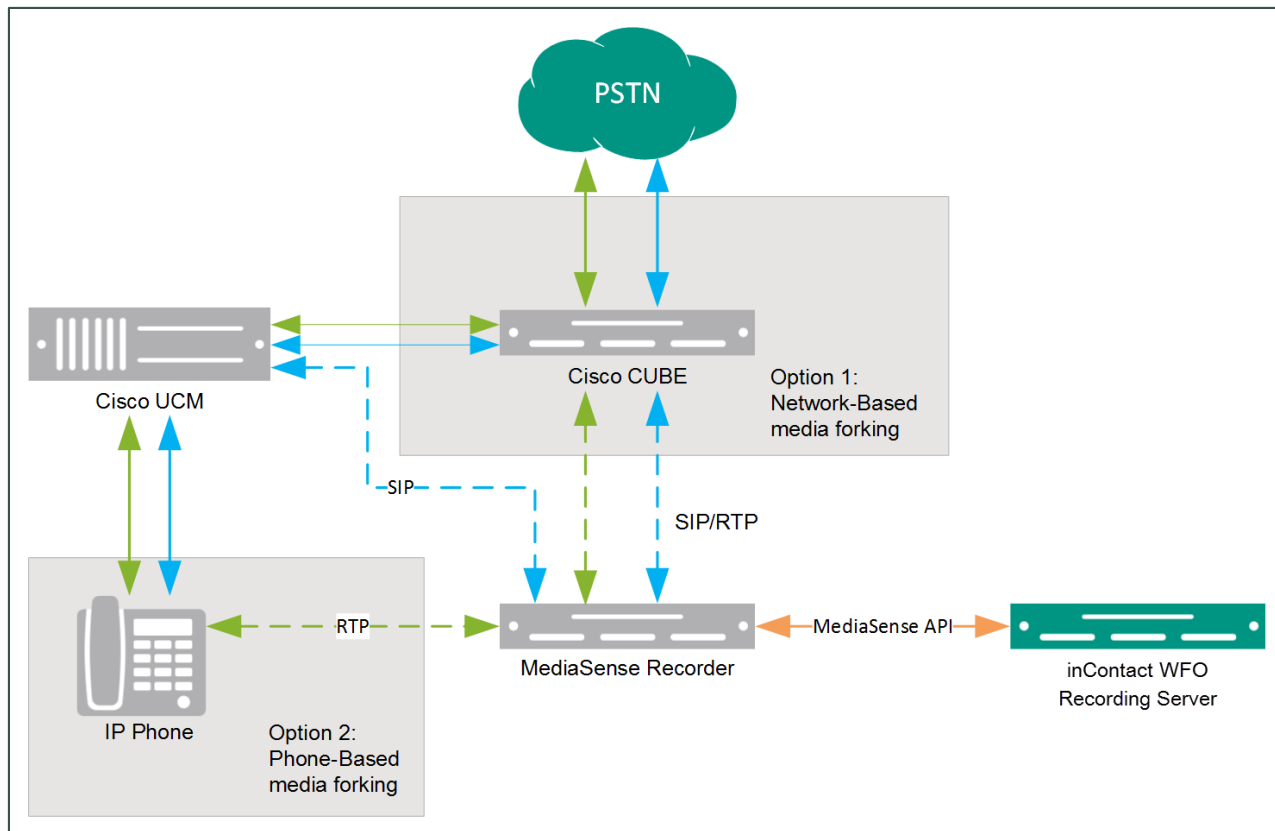 PSTN
Cisco UCM
Cisco CUBE
Option 1:
Network-Based
media forking
SIP
SIP/RTP
RTP
MediaSense API
MediaSense Recorder
inContact WFO
Recording Server
IP Phone
Option 2:
Phone-Based
media forking